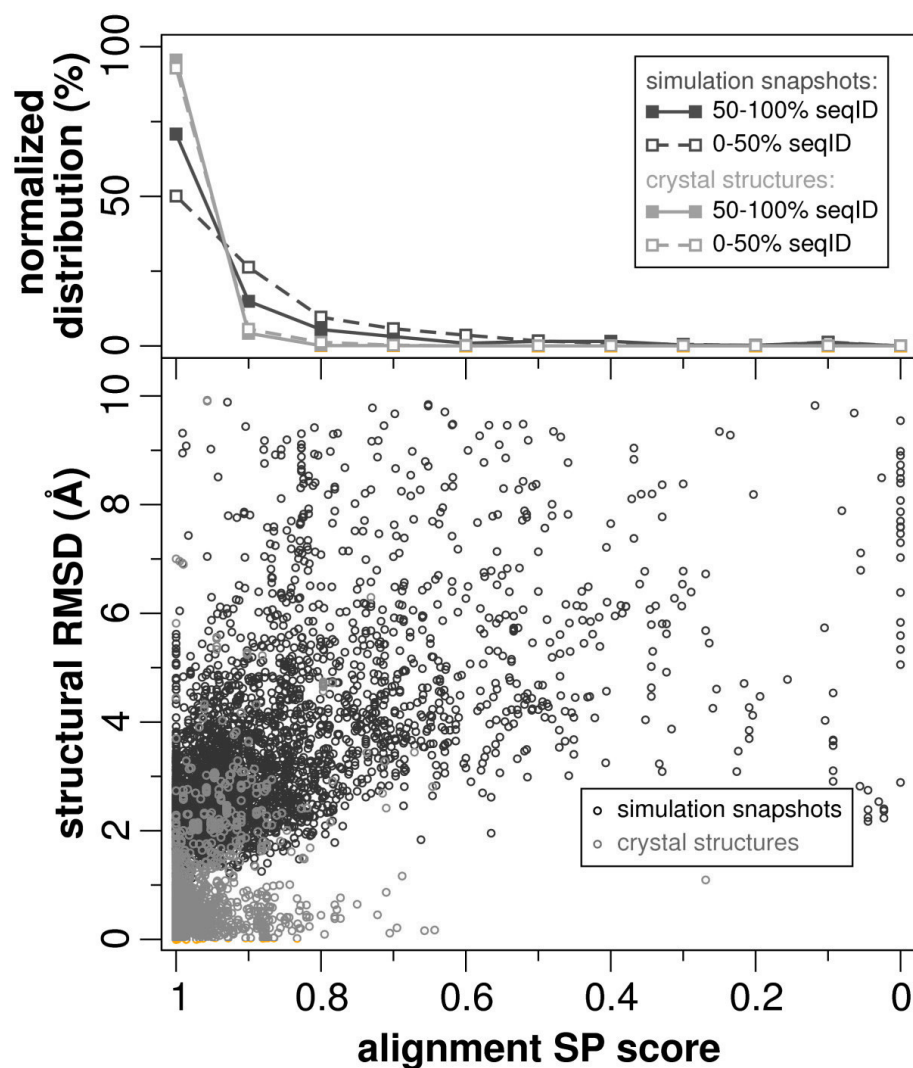 normalized
distribution (%)
100
50
0
simulation snapshots:
50-100% seqID
0-50% seqID
crystal structures:
50-100% seqID
0-50% seqID
structural RMSD (Å)
10
8
6
4
2
0
simulation snapshots
crystal structures
1 0.8 0.6 0.4 0.2 0
alignment SP score